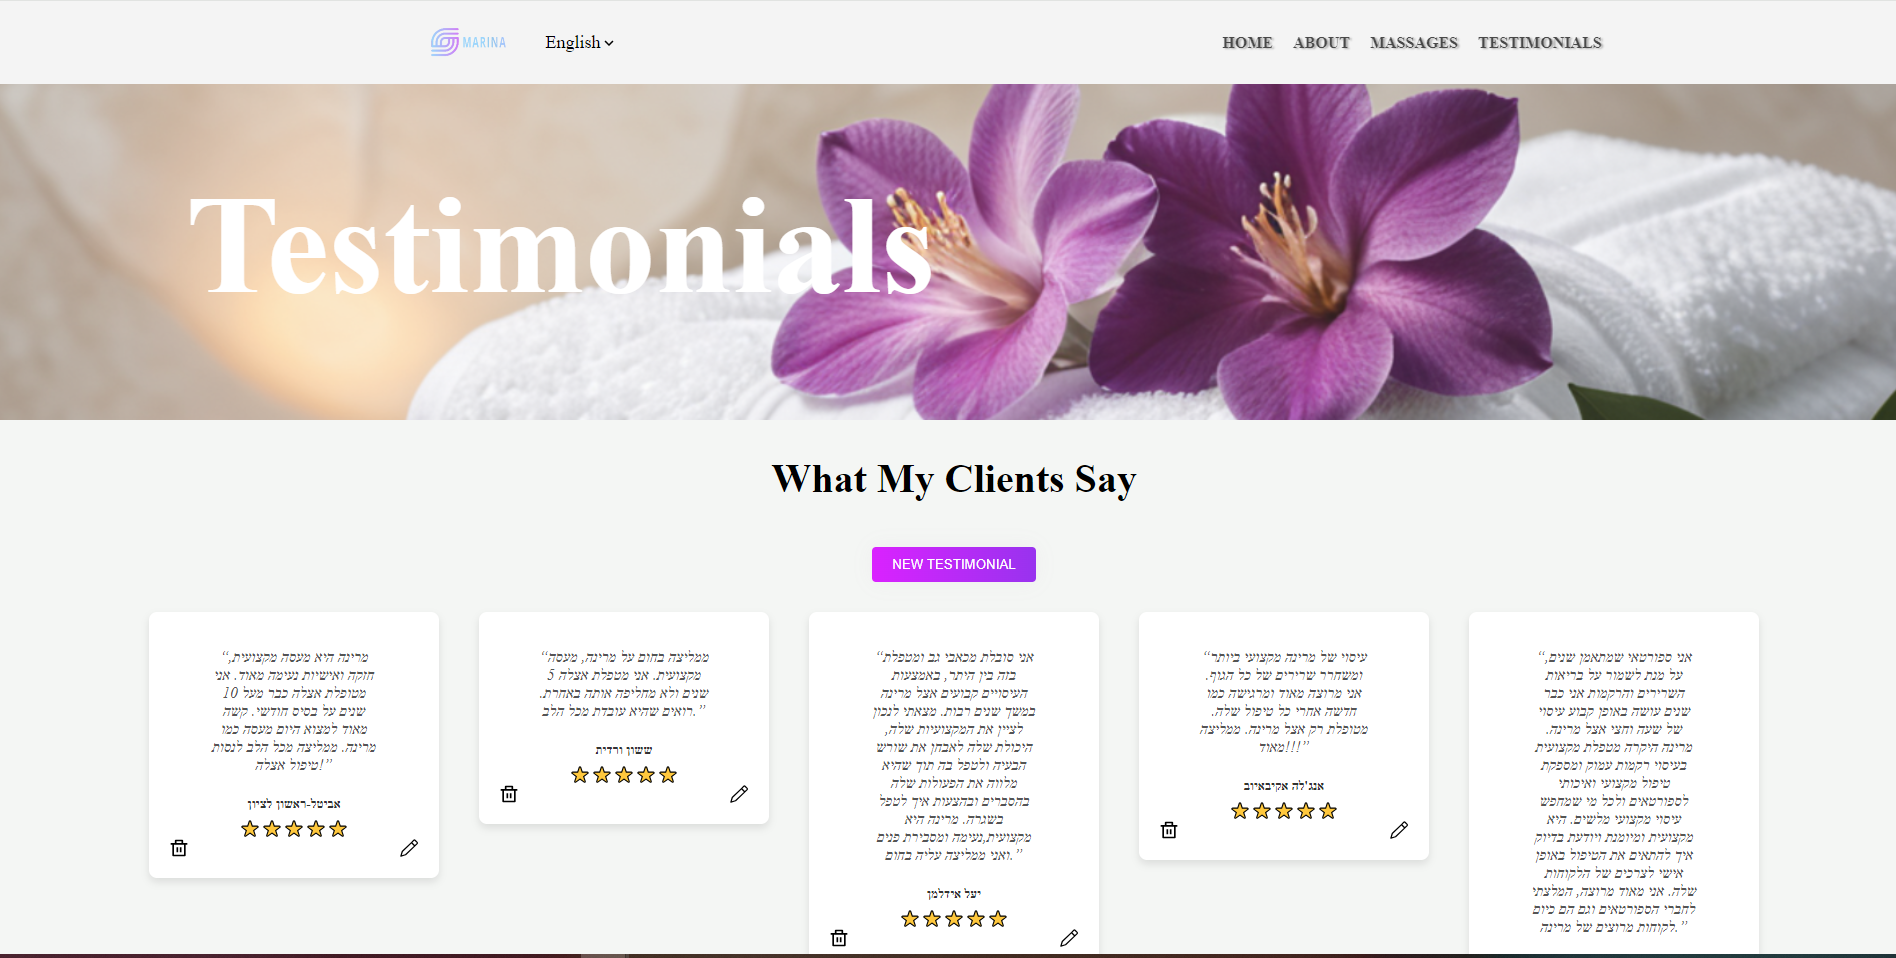 MARINA
English
HOME ABOUT MASSAGES TESTIMONIALS
Testimonials
What My Clients Say
NEW TESTIMONIAL
“מרינה היא מעסה מקצועית,
חזקה ואישיות נעימה מאוד. אני
מטופלת אצלה כבר מעל 10
שנים על בסיס חודשי. קשה
מאוד למצוא היום מעסה כמו
מרינה. ממליצה מכל הלב לנסות
טיפול אצלה!”
אביטל-ראשון לציון
“ממליצה בחום על מרינה, מעסה
מקצועית. אני מטפלת אצלה 5
שנים ולא מחליפה אותה באחרת.
רואים שהיא עובדת מכל הלב.”
ששון ורדית
“אני סובלת מכאבי גב ומטפלת
בזה בין היתר, באמצעות
העיסויים קבועים אצל מרינה
במשך שנים רבות. מצאתי לנכון
לציין את המקצועיות שלה,
היכולת שלה לאבחן את שורש
הבעיה ולטפל בה תוך שהיא
מלווה את הפעולות שלה
בהסברים ובהצעות איך לטפל
בשגרה. מרינה היא
מקצועית,נעימה ומסבירת פנים
ואני ממליצה עליה בחום.”
יעל אידלמן
“עיסוי של מרינה מקצועי ביותר
ומשחרר שרירים של כל הגוף.
אני מרוצה מאוד ומרגישה כמו
חדשה אחרי כל טיפול שלה.
מטופלת רק אצל מרינה. ממליצה
מאוד!!!”
אנג'לה אקיבאיוב
“אני ספורטאי שמתאמן שנים,
על מנת לשמור על בריאות
השרירים והרקמות אני כבר
שנים עושה באופן קבוע עיסוי
של שעה וחצי אצל מרינה.
מרינה היקרה מטפלת מקצועית
בעיסוי רקמות עמוק ומספקת
טיפול מקצועי ואיכותי
לספורטאים ולכל מי שמחפש
עיסוי מקצועי מלשים. היא
מקצועית ומיומנת ויודעת בדיוק
איך להתאים את הטיפול באופן
אישי לצרכים של הלקוחות
שלה. אני מאוד מרוצה, המלצתי
לחברי הספורטאים וגם הם כיום
לקוחות מרוצים של מרינה.”